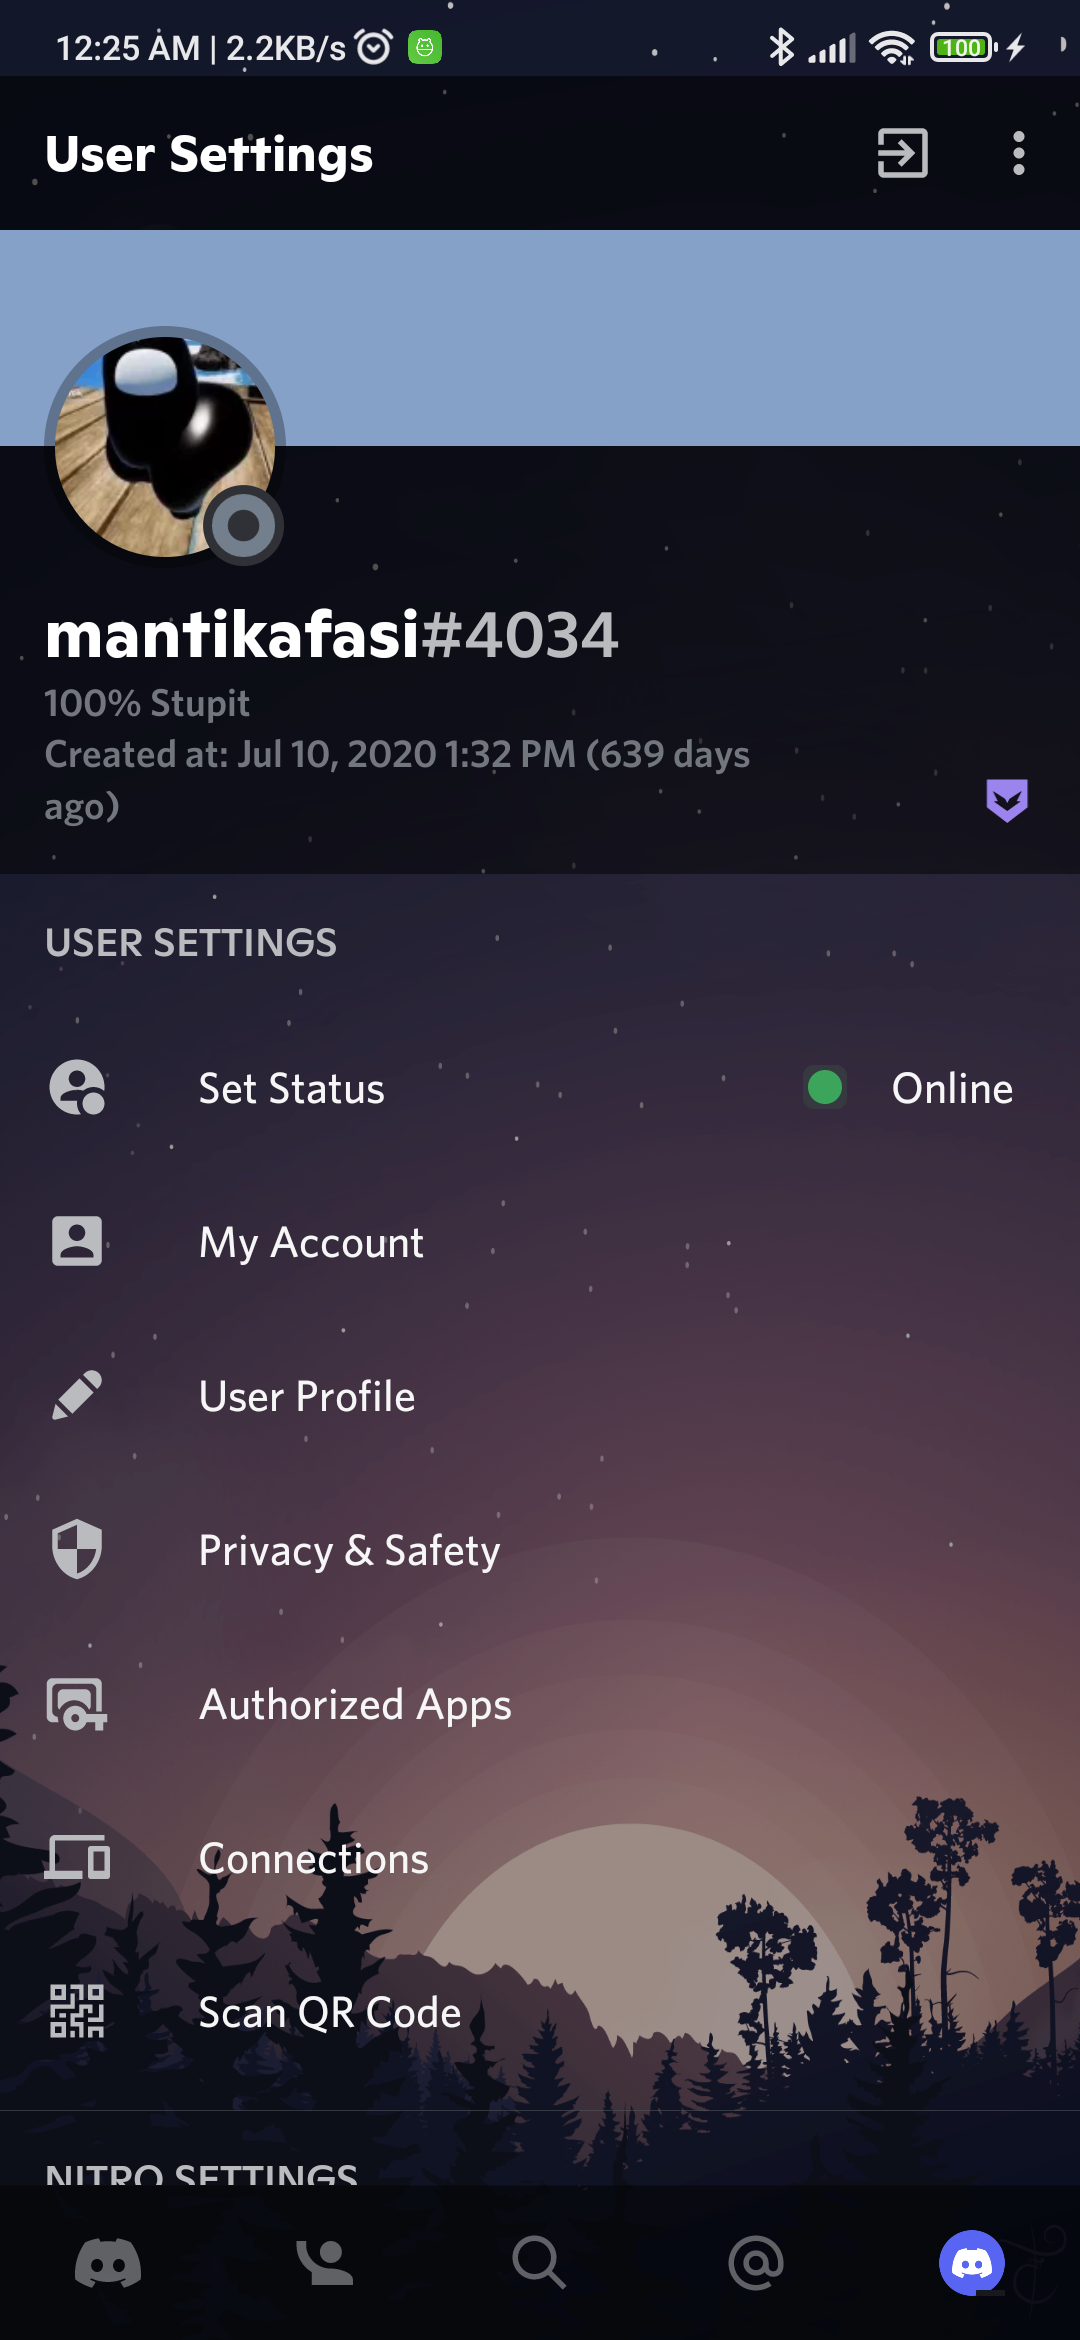 12:25 AM | 2.2KB/s
100
User Settings
mantikafasi#4034
100% Stupit
Created at: Jul 10, 2020 1:32 PM (639 days
ago)
USER SETTINGS
Set Status
Online
My Account
User Profile
Privacy & Safety
Authorized Apps
Connections
Scan QR Code
NITRO SETTINGS